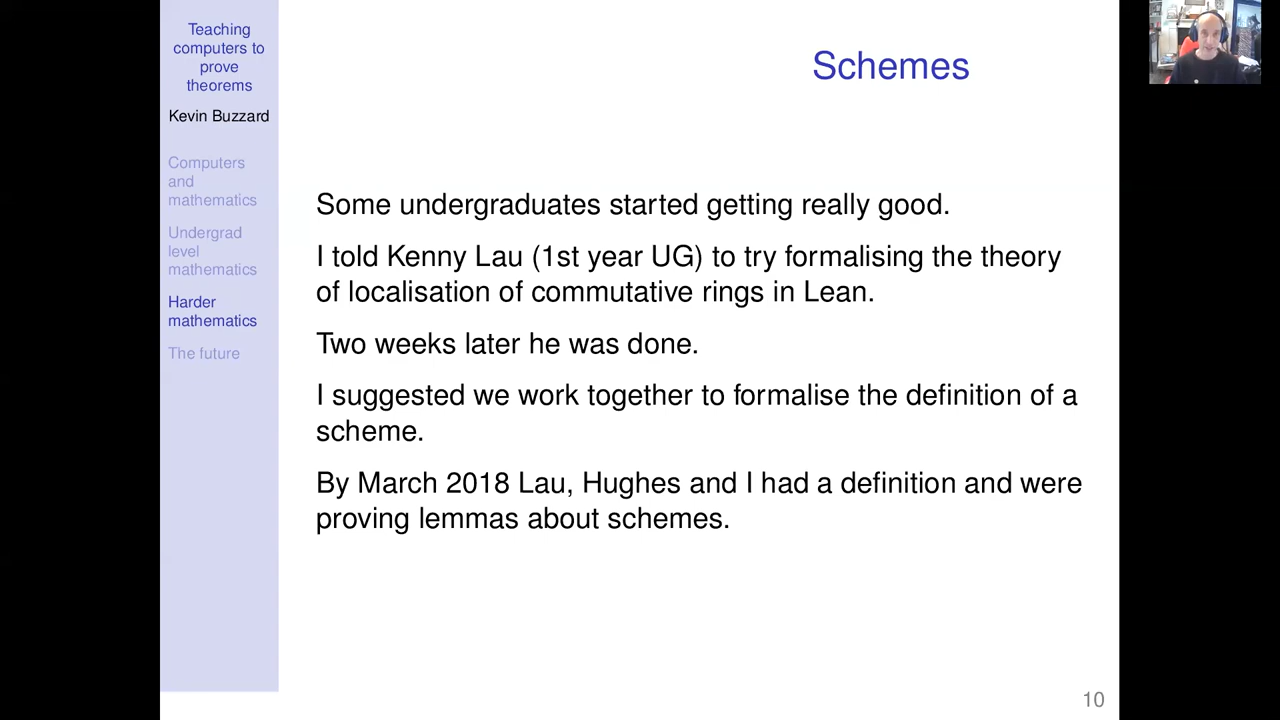 Teaching
computers to
prove
theorems
Kevin Buzzard
Computers
and
mathematics
Undergrad
level
mathematics
Harder
mathematics
The future
Schemes
Some undergraduates started getting really good.
I told Kenny Lau (1st year UG) to try formalising the theory
of localisation of commutative rings in Lean.
Two weeks later he was done.
I suggested we work together to formalise the definition of a
scheme.
By March 2018 Lau, Hughes and I had a definition and were
proving lemmas about schemes.
10